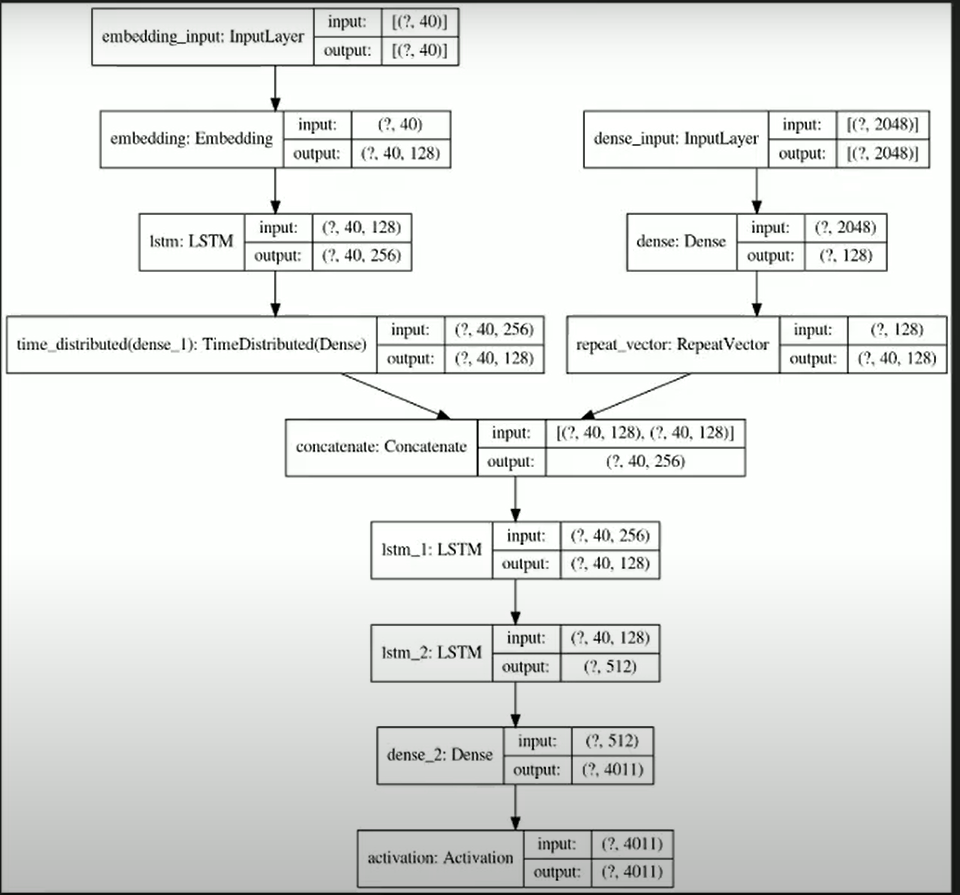 embedding_input: InputLayer
input: [(?, 40)]
output: [(?, 40)]
embedding: Embedding
input: (?, 40)
output: (?, 40, 128)
dense_input: InputLayer
input: [(?, 2048)]
output: [(?, 2048)]
lstm: LSTM
input: (?, 40, 128)
output: (?, 40, 256)
dense: Dense
input: (?, 2048)
output: (?, 128)
time_distributed(dense_1): TimeDistributed(Dense)
input: (?, 40, 256)
output: (?, 40, 128)
repeat_vector: RepeatVector
input: (?, 128)
output: (?, 40, 128)
concatenate: Concatenate
input: [(?, 40, 128), (?, 40, 128)]
output: (?, 40, 256)
lstm_1: LSTM
input: (?, 40, 256)
output: (?, 40, 128)
lstm_2: LSTM
input: (?, 40, 128)
output: (?, 512)
dense_2: Dense
input: (?, 512)
output: (?, 4011)
activation: Activation
input: (?, 4011)
output: (?, 4011)